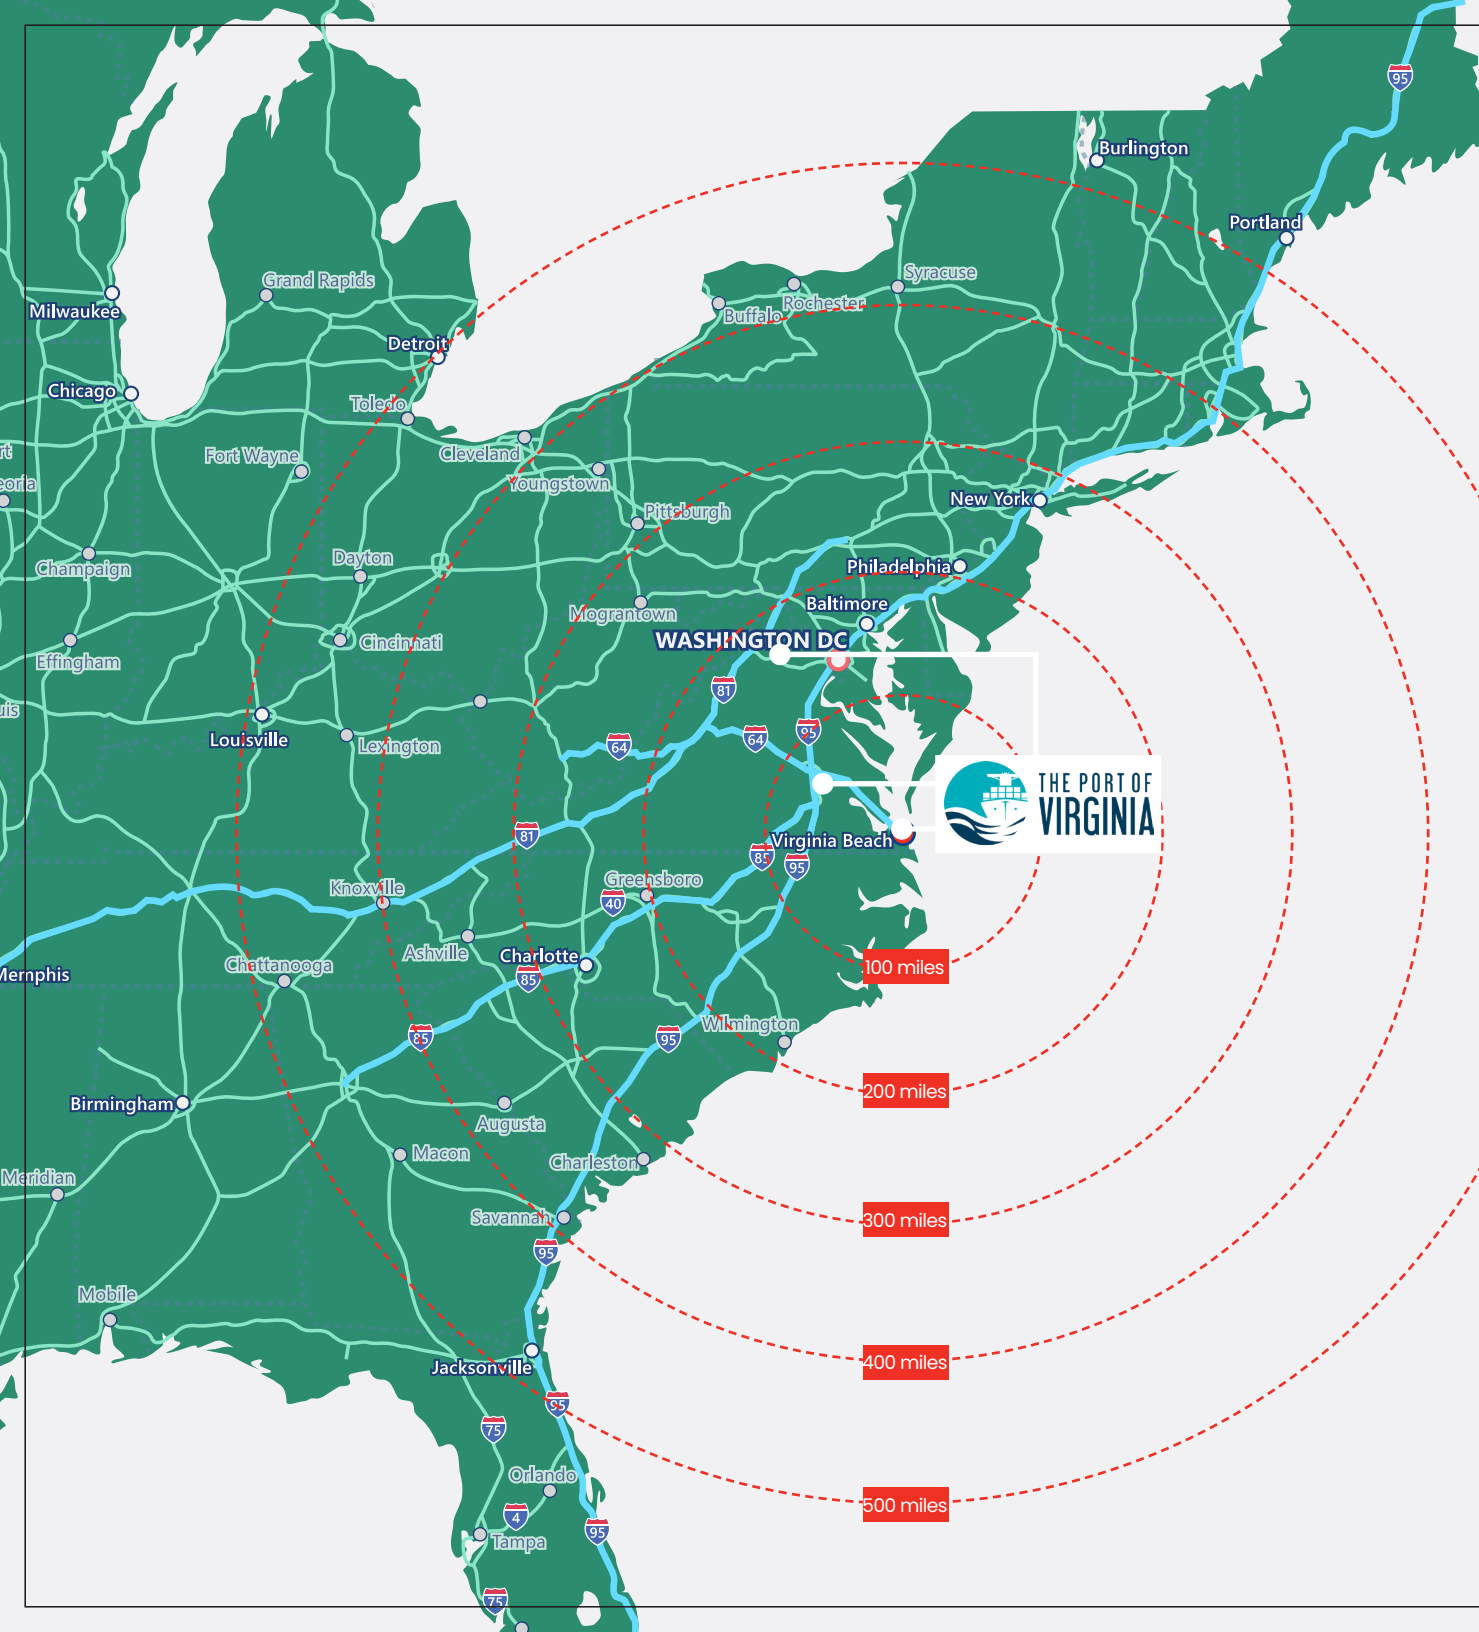 95
Burlington
Portland
Syracuse
Grand Rapids
Rochester
Buffalo
Milwaukee
Detroit
Chicago
Toledo
Cleveland
Fort Wayne
Youngstown
New York
Pittsburgh
Dayton
Champaign
Philadelphia
Baltimore
Mograntown
WASHINGTON DC
Cincinnati
Effingham
81
95
64
64
Louisville
Lexington
THE PORT OF
VIRGINIA
81
Virginia Beach
85
95
Knoxville
Greensboro
40
Ashville
Charlotte
Chattanooga
100 miles
Memphis
85
Wilmington
85
95
200 miles
Birmingham
Augusta
Macon
Charleston
Meridian
Savannah
300 miles
95
Mobile
400 miles
Jacksonville
95
75
Orlando
500 miles
4
95
Tampa
75